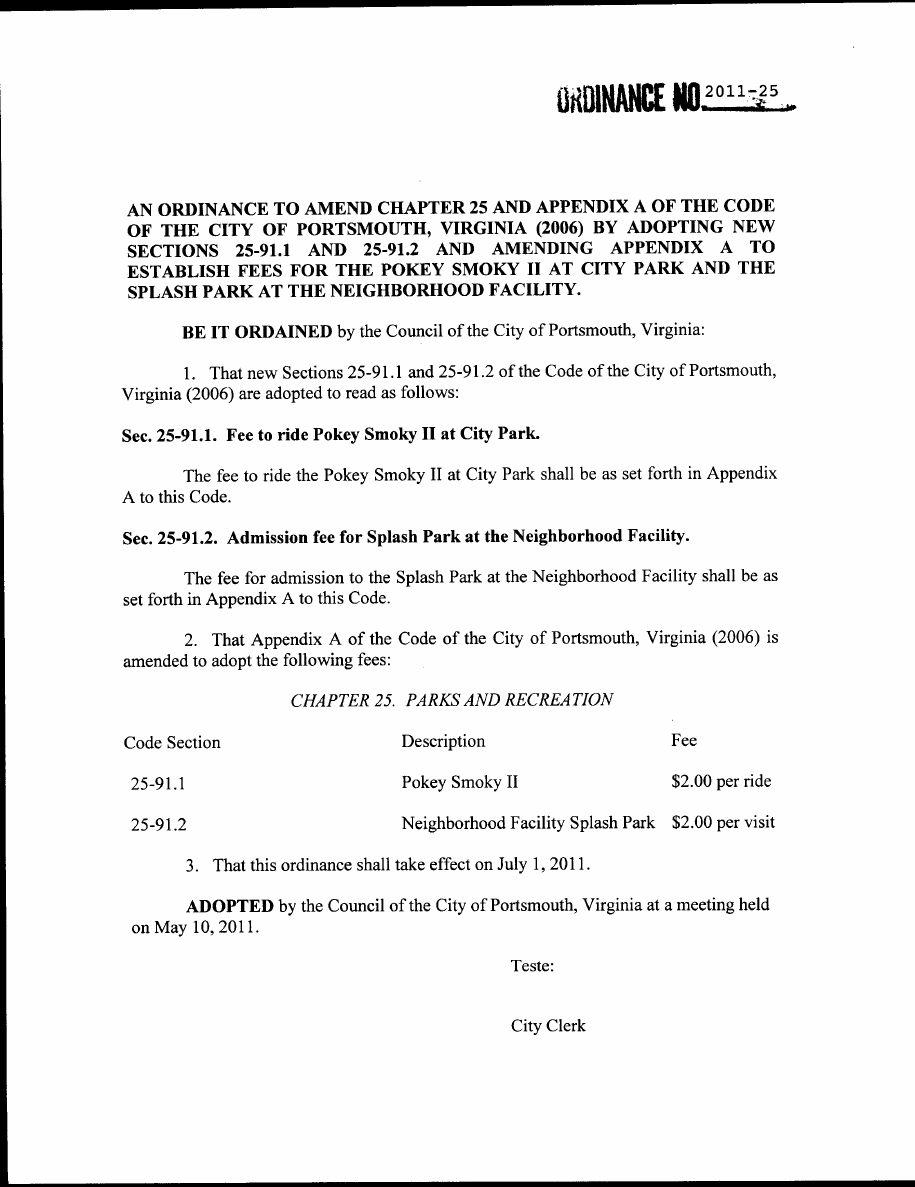 ORDINANCE NO 2011-25
AN ORDINANCE TO AMEND CHAPTER 25 AND APPENDIX A OF THE CODE
OF THE CITY OF PORTSMOUTH, VIRGINIA (2006) BY ADOPTING NEW
SECTIONS 25-91.1 AND 25-91.2 AND AMENDING APPENDIX A TO
ESTABLISH FEES FOR THE POKEY SMOKY II AT CITY PARK AND THE
SPLASH PARK AT THE NEIGHBORHOOD FACILITY.
BE IT ORDAINED by the Council of the City of Portsmouth, Virginia:
1. That new Sections 25-91.1 and 25-91.2 of the Code of the City of Portsmouth,
Virginia (2006) are adopted to read as follows:
Sec. 25-91.1. Fee to ride Pokey Smoky II at City Park.
The fee to ride the Pokey Smoky II at City Park shall be as set forth in Appendix
A to this Code.
Sec. 25-91.2. Admission fee for Splash Park at the Neighborhood Facility.
The fee for admission to the Splash Park at the Neighborhood Facility shall be as
set forth in Appendix A to this Code.
2. That Appendix A of the Code of the City of Portsmouth, Virginia (2006) is
amended to adopt the following fees:
CHAPTER 25. PARKS AND RECREATION
Code Section Description Fee
25-91.1 Pokey Smoky II $2.00 per ride
25-91.2 Neighborhood Facility Splash Park $2.00 per visit
3. That this ordinance shall take effect on July 1, 2011.
ADOPTED by the Council of the City of Portsmouth, Virginia at a meeting held
on May 10, 2011.
Teste:
City Clerk